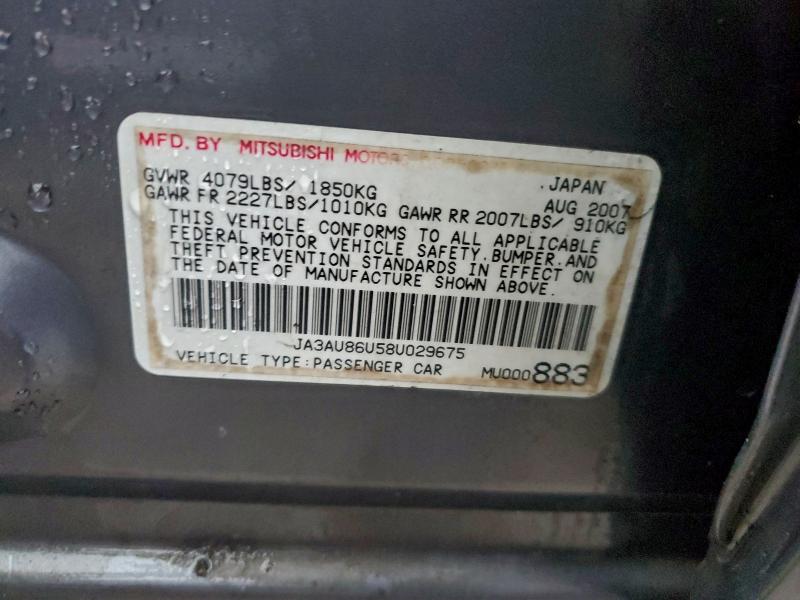 MFD. BY MITSUBISHI MOTORS
JAPAN
GVWR 4079LBS/ 1850KG AUG 2007
GAWR FR 2227LBS/1010KG GAWR RR 2007LBS/ 910KG
THIS VEHICLE CONFORMS TO ALL APPLICABLE
FEDERAL MOTOR VEHICLE SAFETY.BUMPER.AND
THEFT PREVENTION STANDARDS IN EFFECT ON
THE DATE OF MANUFACTURE SHOWN ABOVE.
JA3AU86U58U029675
VEHICLE TYPE:PASSENGER CAR MU000883